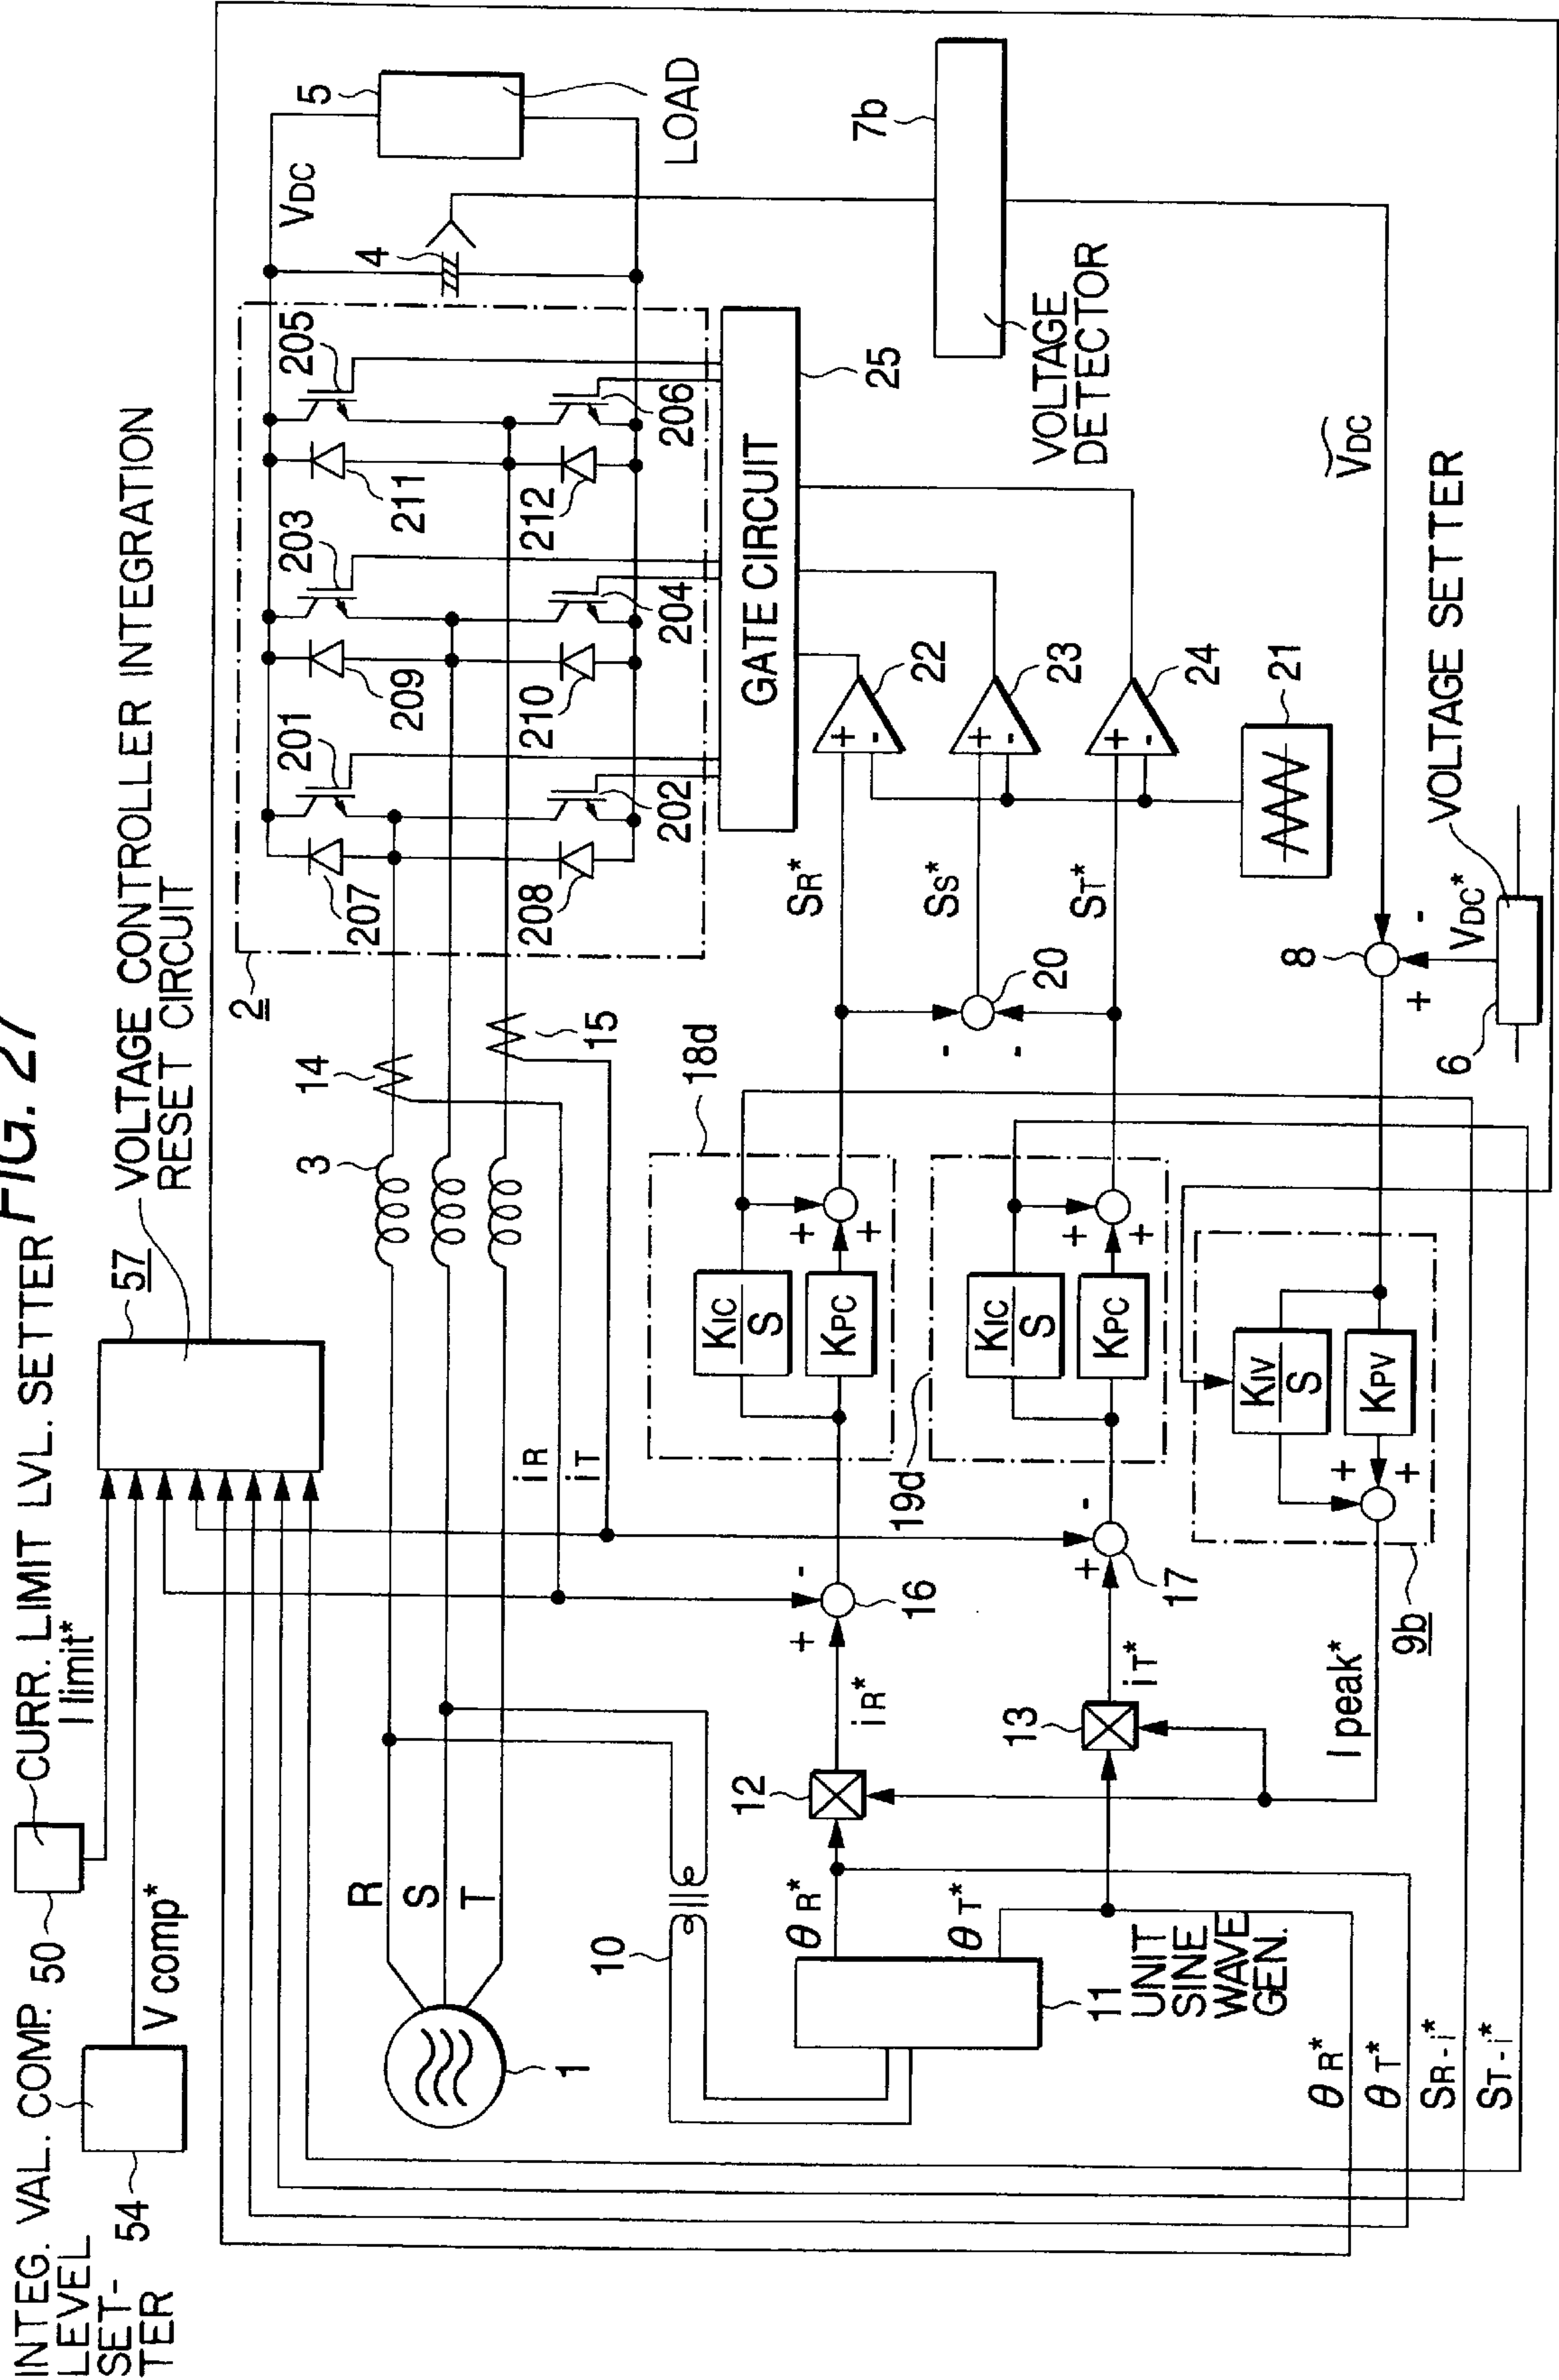 FIG. 27
INTEG. VAL. COMP.
LEVEL
SET-
TER
54
V comp*
50
CURR. LIMIT LVL. SETTER
I limit*
57
VOLTAGE CONTROLLER INTEGRATION
RESET CIRCUIT
R
S
T
1
3
14
15
iR
iT
2
207
201
209
203
211
205
208
202
210
204
212
206
VDC
4
5
LOAD
10
GATE CIRCUIT
25
7b
VOLTAGE
DETECTOR
11
UNIT
SINE
WAVE
GEN.
θR*
θT*
12
13
iR*
iT*
+
-
16
+
-
17
18d
KIC
S
KPC
+
+
19d
KIC
S
KPC
+
+
SR*
SS*
ST*
-
-
20
+
-
22
+
-
23
+
-
24
21
I peak*
9b
KIV
S
KPV
+
+
8
+
-
VDC
VDC*
6
VOLTAGE SETTER
θR*
θT*
SR-i*
ST-i*